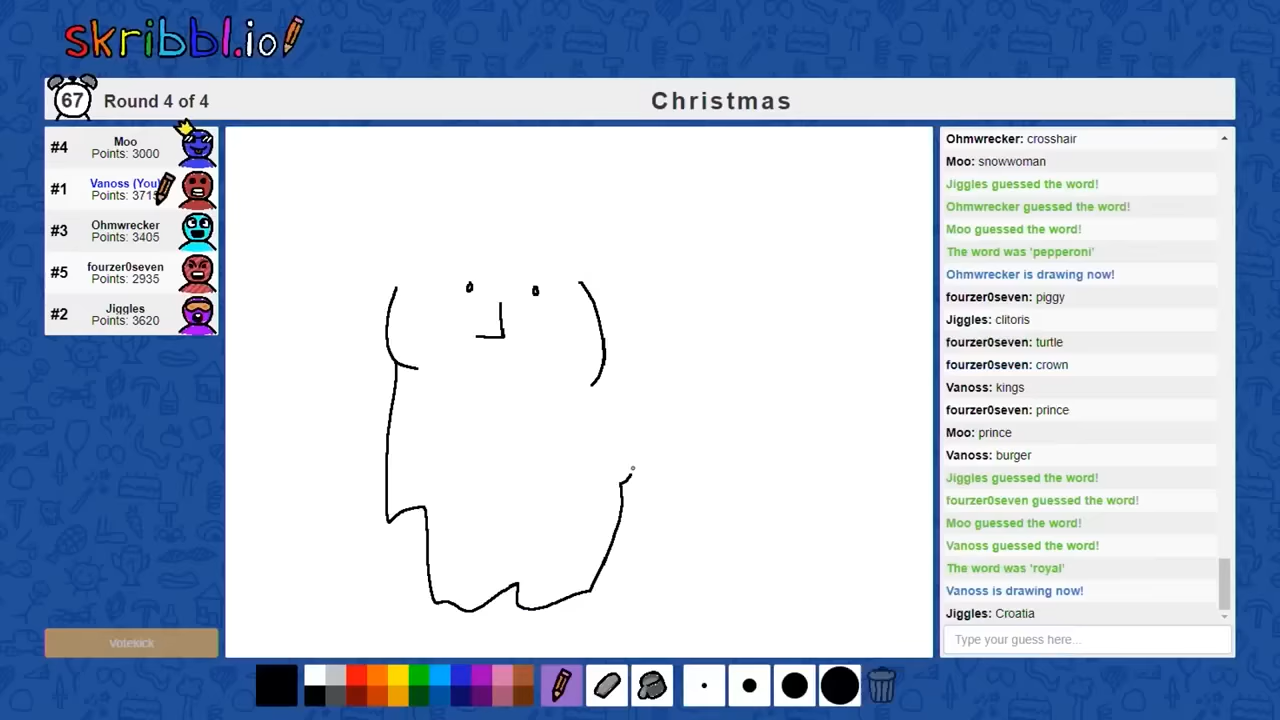 skribbl.io
67 Round 4 of 4 Christmas
#4 Moo
Points: 3000
#1 Vanoss (You)
Points: 3715
#3 Ohmwrecker
Points: 3405
#5 fourzer0seven
Points: 2935
#2 Jiggles
Points: 3620
Votekick
Ohmwrecker: crosshair
Moo: snowwoman
Jiggles guessed the word!
Ohmwrecker guessed the word!
Moo guessed the word!
The word was 'pepperoni'
Ohmwrecker is drawing now!
fourzer0seven: piggy
Jiggles: clitoris
fourzer0seven: turtle
fourzer0seven: crown
Vanoss: kings
fourzer0seven: prince
Moo: prince
Vanoss: burger
Jiggles guessed the word!
fourzer0seven guessed the word!
Moo guessed the word!
Vanoss guessed the word!
The word was 'royal'
Vanoss is drawing now!
Jiggles: Croatia
Type your guess here...